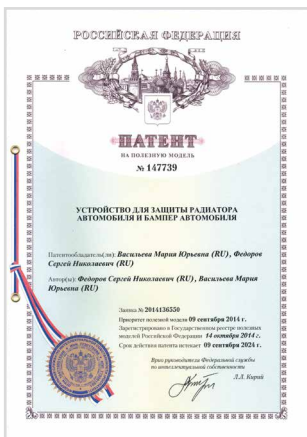 РОССИЙСКАЯ ФЕДЕРАЦИЯ
ПАТЕНТ
НА ПОЛЕЗНУЮ МОДЕЛЬ
№ 147739
УСТРОЙСТВО ДЛЯ ЗАЩИТЫ РАДИАТОРА
АВТОМОБИЛЯ И БАМПЕР АВТОМОБИЛЯ
Патентообладатель(ли): Васильева Мария Юрьевна (RU), Федоров
Сергей Николаевич (RU)
Автор(ы): Федоров Сергей Николаевич (RU), Васильева Мария
Юрьевна (RU)
Заявка № 2014136550
Приоритет полезной модели 09 сентября 2014 г.
Зарегистрировано в Государственном реестре полезных
моделей Российской Федерации 14 октября 2014 г.
Срок действия патента истекает 09 сентября 2024 г.
Врио руководителя Федеральной службы
по интеллектуальной собственности
Л.Л. Кирий